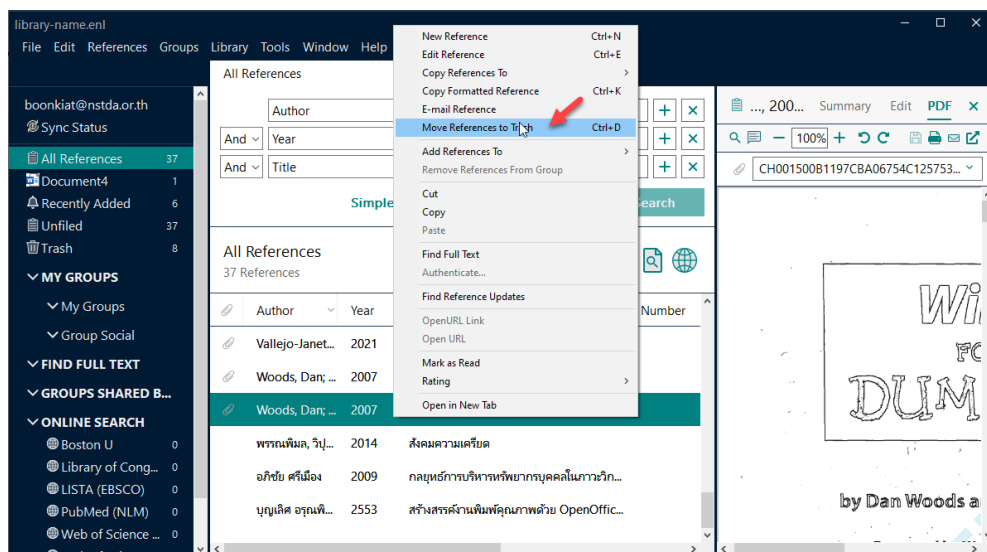 library-name.enl
File Edit References Groups Library Tools Window Help
boonkiat@nstda.or.th
Sync Status
All References 37
Document4 1
Recently Added 6
Unfiled 37
Trash 8
MY GROUPS
My Groups
Group Social
FIND FULL TEXT
GROUPS SHARED B...
ONLINE SEARCH
Boston U 0
Library of Cong... 0
LISTA (EBSCO) 0
PubMed (NLM) 0
Web of Science ... 0
All References
Author
And Year
And Title
Simple
earch
All References
37 References
Author Year Number
Vallejo-Janet... 2021
Woods, Dan; ... 2007
Woods, Dan; ... 2007
พรรณพิมล, วิปุ... 2014 สังคมความเครียด
อภิชัย ศรีเมือง 2009 กลยุทธ์การบริหารทรัพยากรบุคคลในภาวะวิก...
บุญเลิศ อรุณพิ... 2553 สร้างสรรค์งานพิมพ์คุณภาพด้วย OpenOffic...
New Reference Ctrl+N
Edit Reference Ctrl+E
Copy References To
Copy Formatted Reference Ctrl+K
E-mail Reference
Move References to Trash Ctrl+D
Add References To
Remove References From Group
Cut
Copy
Paste
Find Full Text
Authenticate...
Find Reference Updates
OpenURL Link
Open URL
Mark as Read
Rating
Open in New Tab
..., 200... Summary Edit PDF
100%
CH001500B1197CBA06754C125753...
Wi
FO
DUM
by Dan Woods a